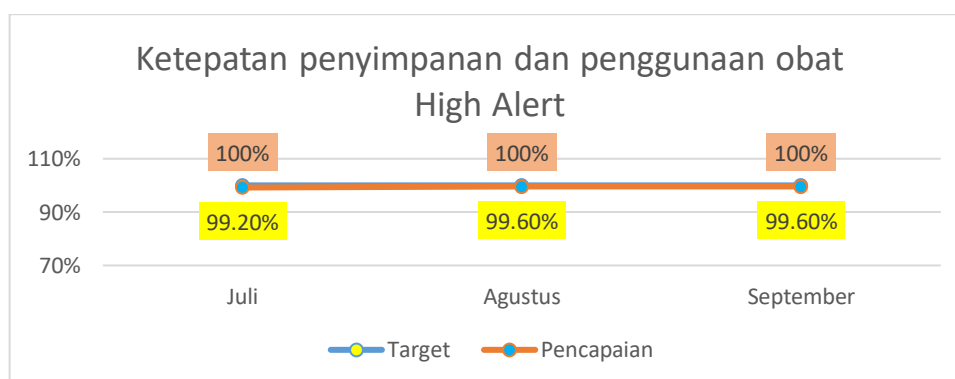 Ketepatan penyimpanan dan penggunaan obat
High Alert
100% 100% 100%
110%
90%
99.20% 99.60% 99.60%
70%
Juli Agustus September
Target Pencapaian